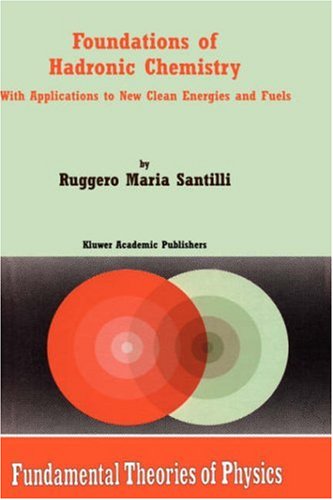 Foundations of
Hadronic Chemistry
With Applications to New Clean Energies and Fuels
by
Ruggero Maria Santilli
Kluwer Academic Publishers
Fundamental Theories of Physics